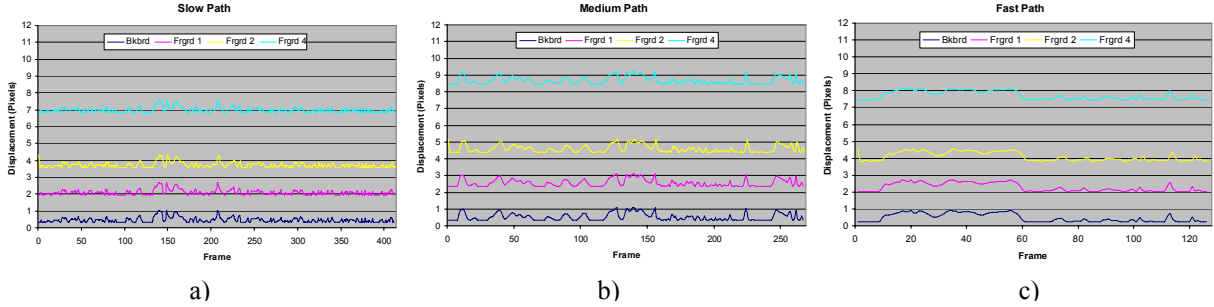 Slow Path
12
11
10
9
8
7
6
5
4
3
2
1
0
Displacement (Pixels)
Bkbrd Frgrd 1 Frgrd 2 Frgrd 4
0 50 100 150 200 250 300 350 400
Frame
a)
Medium Path
12
11
10
9
8
7
6
5
4
3
2
1
0
Displacement (Pixels)
Bkbrd Frgrd 1 Frgrd 2 Frgrd 4
0 50 100 150 200 250
Frame
b)
Fast Path
12
11
10
9
8
7
6
5
4
3
2
1
0
Displacement (Pixels)
Bkbrd Frgrd 1 Frgrd 2 Frgrd 4
0 20 40 60 80 100 120
Frame
c)